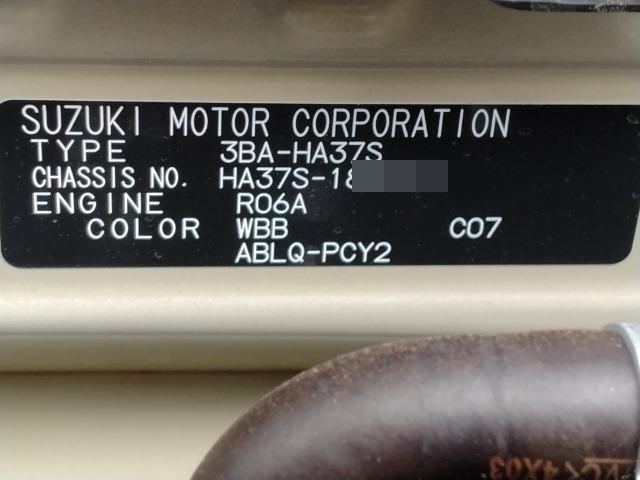 SUZUKI MOTOR CORPORATION
TYPE 3BA-HA37S
CHASSIS NO. HA37S-18
ENGINE R06A
COLOR WBB C07
ABLQ-PCY2